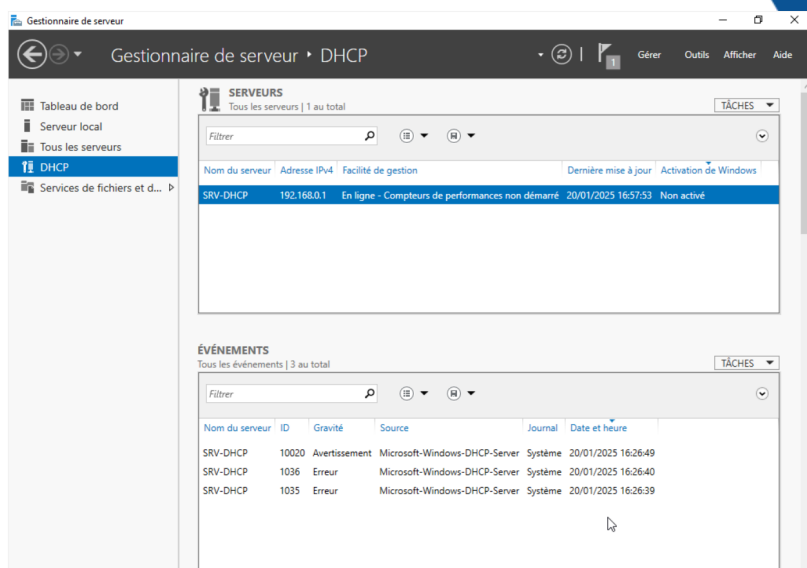 Gestionnaire de serveur
Gestionnaire de serveur ‣ DHCP
1
Gérer Outils Afficher Aide
Tableau de bord
Serveur local
Tous les serveurs
DHCP
Services de fichiers et d...
SERVEURS
Tous les serveurs | 1 au total
TÂCHES
Filtrer
Nom du serveur Adresse IPv4 Facilité de gestion Dernière mise à jour Activation de Windows
SRV-DHCP 192.168.0.1 En ligne - Compteurs de performances non démarré 20/01/2025 16:57:53 Non activé
ÉVÉNEMENTS
Tous les événements | 3 au total
TÂCHES
Filtrer
Nom du serveur ID Gravité Source Journal Date et heure
SRV-DHCP 10020 Avertissement Microsoft-Windows-DHCP-Server Système 20/01/2025 16:26:49
SRV-DHCP 1036 Erreur Microsoft-Windows-DHCP-Server Système 20/01/2025 16:26:40
SRV-DHCP 1035 Erreur Microsoft-Windows-DHCP-Server Système 20/01/2025 16:26:39